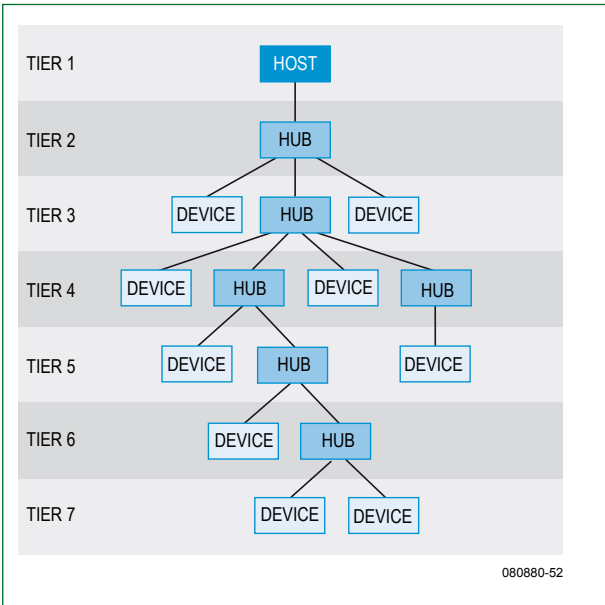 TIER 1
HOST
TIER 2
HUB
TIER 3
DEVICE
HUB
DEVICE
TIER 4
DEVICE
HUB
DEVICE
HUB
TIER 5
DEVICE
HUB
DEVICE
TIER 6
DEVICE
HUB
TIER 7
DEVICE
DEVICE
080880-52